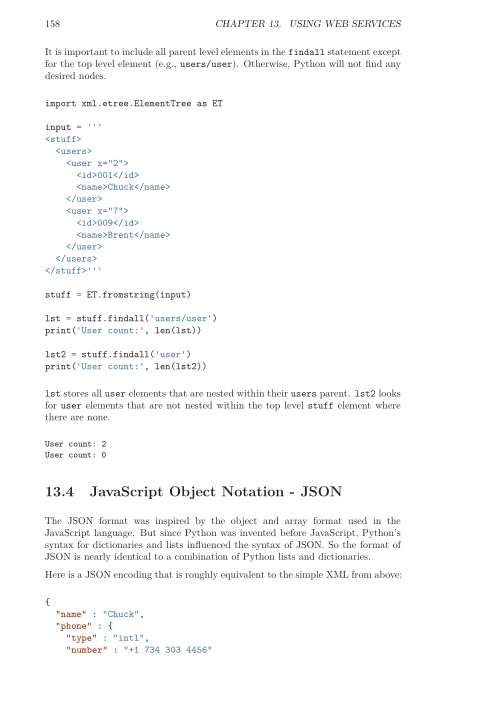 158 CHAPTER 13. USING WEB SERVICES
It is important to include all parent level elements in the findall statement except
for the top level element (e.g., users/user). Otherwise, Python will not find any
desired nodes.
import xml.etree.ElementTree as ET
input = '''
<stuff>
  <users>
    <user x="2">
      <id>001</id>
      <name>Chuck</name>
    </user>
    <user x="7">
      <id>009</id>
      <name>Brent</name>
    </user>
  </users>
</stuff>'''
stuff = ET.fromstring(input)
lst = stuff.findall('users/user')
print('User count:', len(lst))
lst2 = stuff.findall('user')
print('User count:', len(lst2))
lst stores all user elements that are nested within their users parent. lst2 looks
for user elements that are not nested within the top level stuff element where
there are none.
User count: 2
User count: 0
13.4 JavaScript Object Notation - JSON
The JSON format was inspired by the object and array format used in the
JavaScript language. But since Python was invented before JavaScript, Python's
syntax for dictionaries and lists influenced the syntax of JSON. So the format of
JSON is nearly identical to a combination of Python lists and dictionaries.
Here is a JSON encoding that is roughly equivalent to the simple XML from above:
{
  "name" : "Chuck",
  "phone" : {
    "type" : "intl",
    "number" : "+1 734 303 4456"